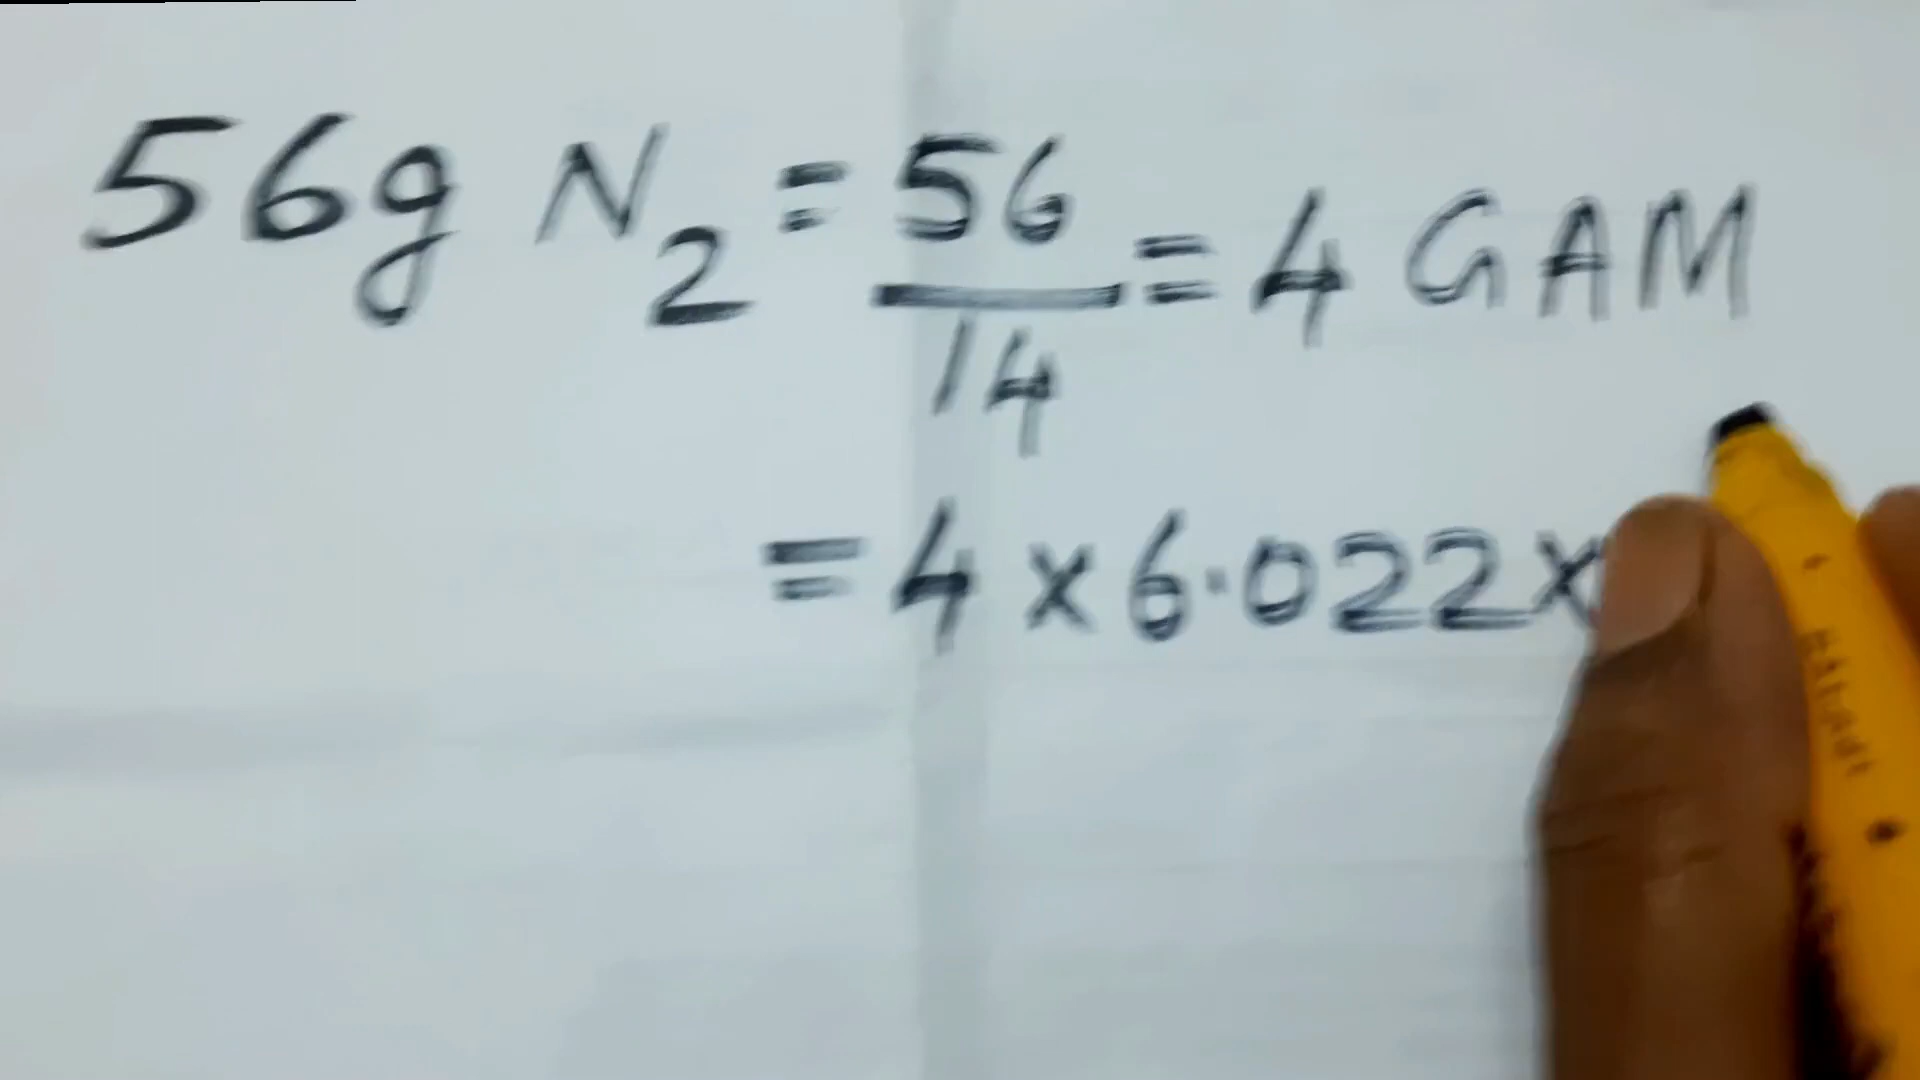 56g N₂ = 56/14 = 4 GAM
= 4 × 6.022 ×